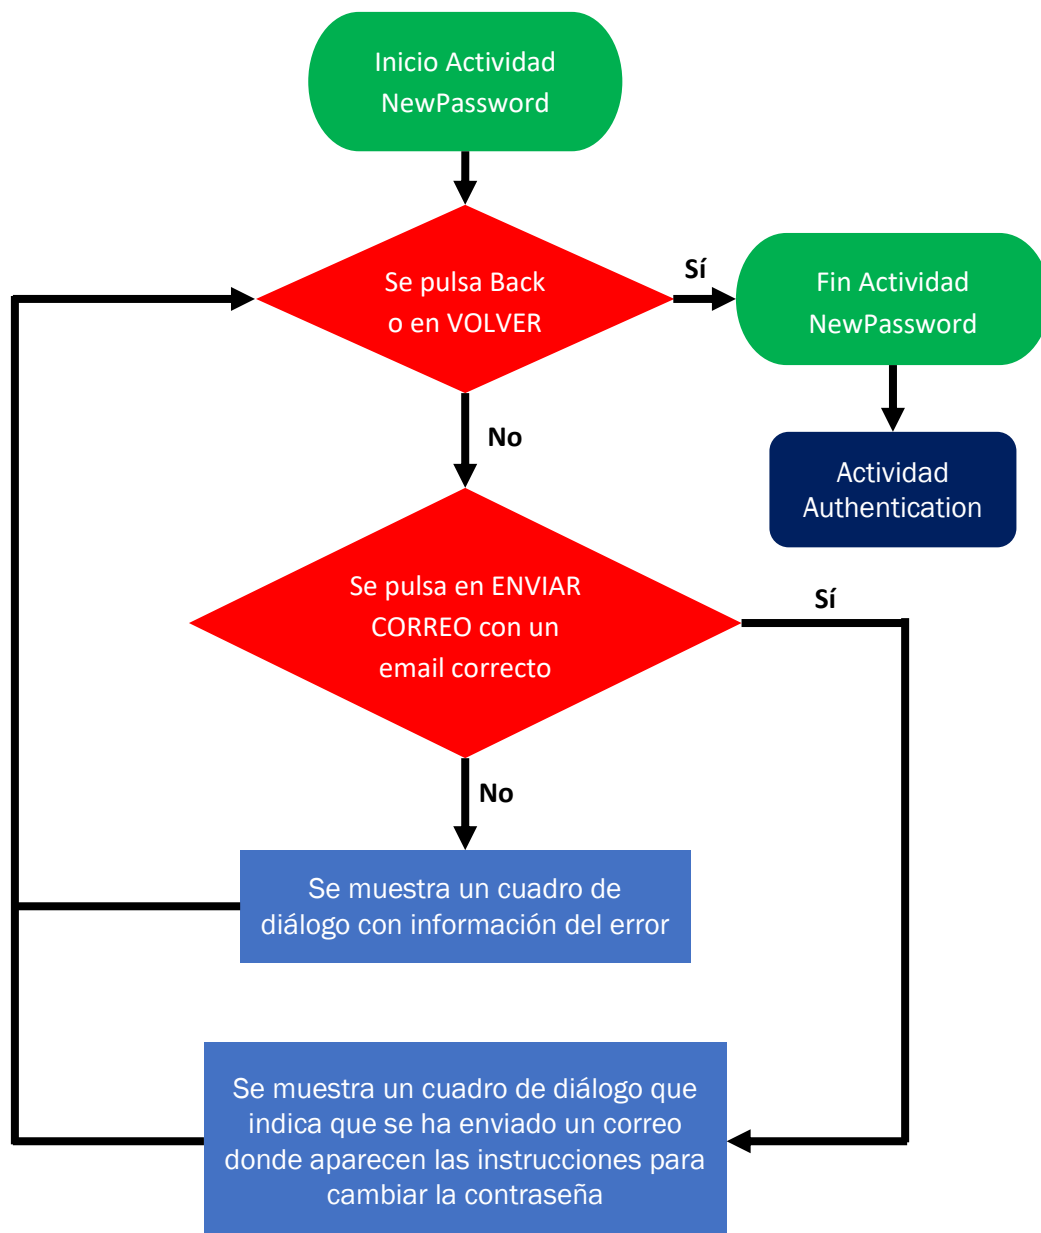 Inicio Actividad
NewPassword
Se pulsa Back
o en VOLVER
Sí
Fin Actividad
NewPassword
No
Actividad
Authentication
Se pulsa en ENVIAR
CORREO con un
email correcto
Sí
No
Se muestra un cuadro de
diálogo con información del error
Se muestra un cuadro de diálogo que
indica que se ha enviado un correo
donde aparecen las instrucciones para
cambiar la contraseña